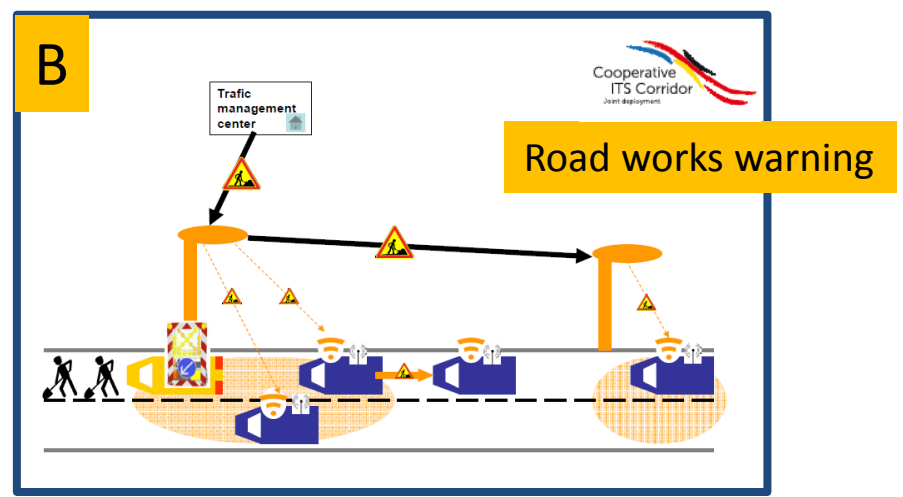 B
Cooperative
ITS Corridor
Joint deployment
Trafic
management
center
Road works warning